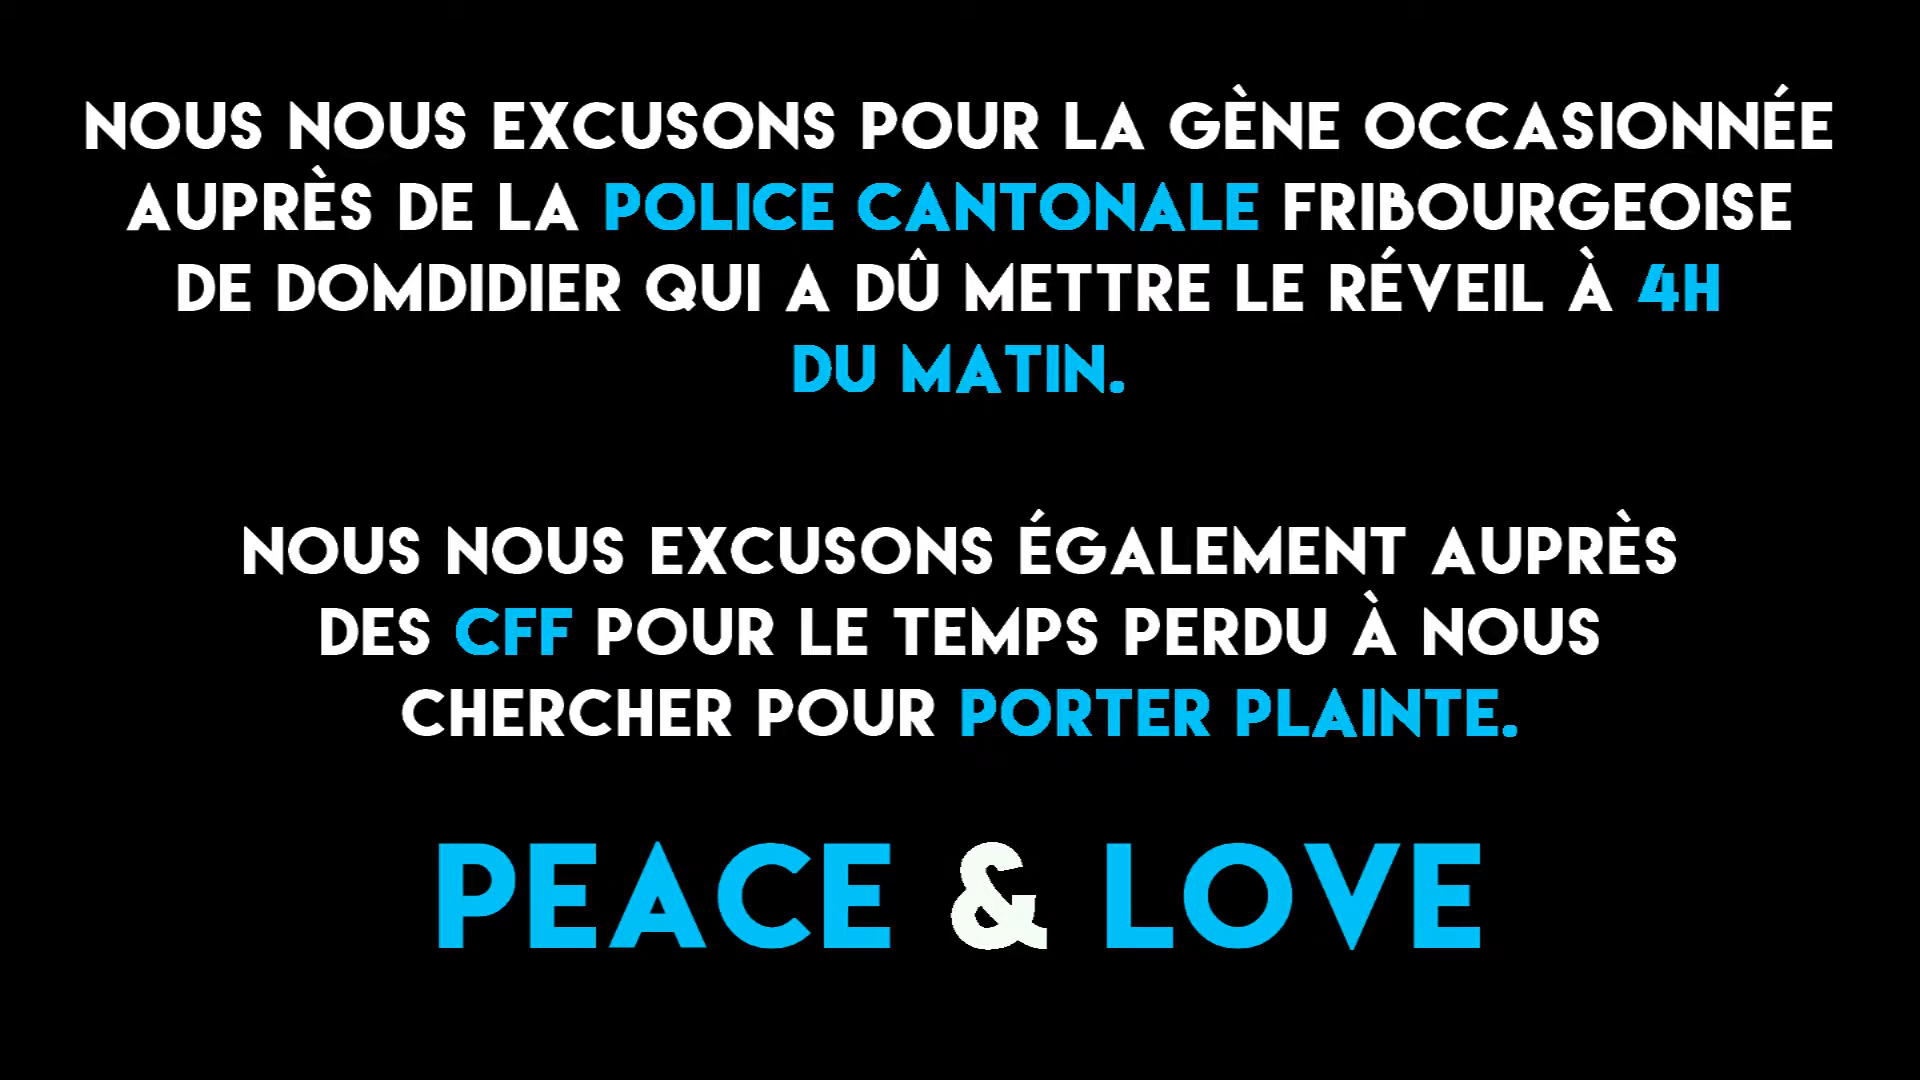 NOUS NOUS EXCUSONS POUR LA GÈNE OCCASIONNÉE
AUPRÈS DE LA POLICE CANTONALE FRIBOURGEOISE
DE DOMDIDIER QUI A DÛ METTRE LE RÉVEIL À 4H
DU MATIN.
NOUS NOUS EXCUSONS ÉGALEMENT AUPRÈS
DES CFF POUR LE TEMPS PERDU À NOUS
CHERCHER POUR PORTER PLAINTE.
PEACE & LOVE